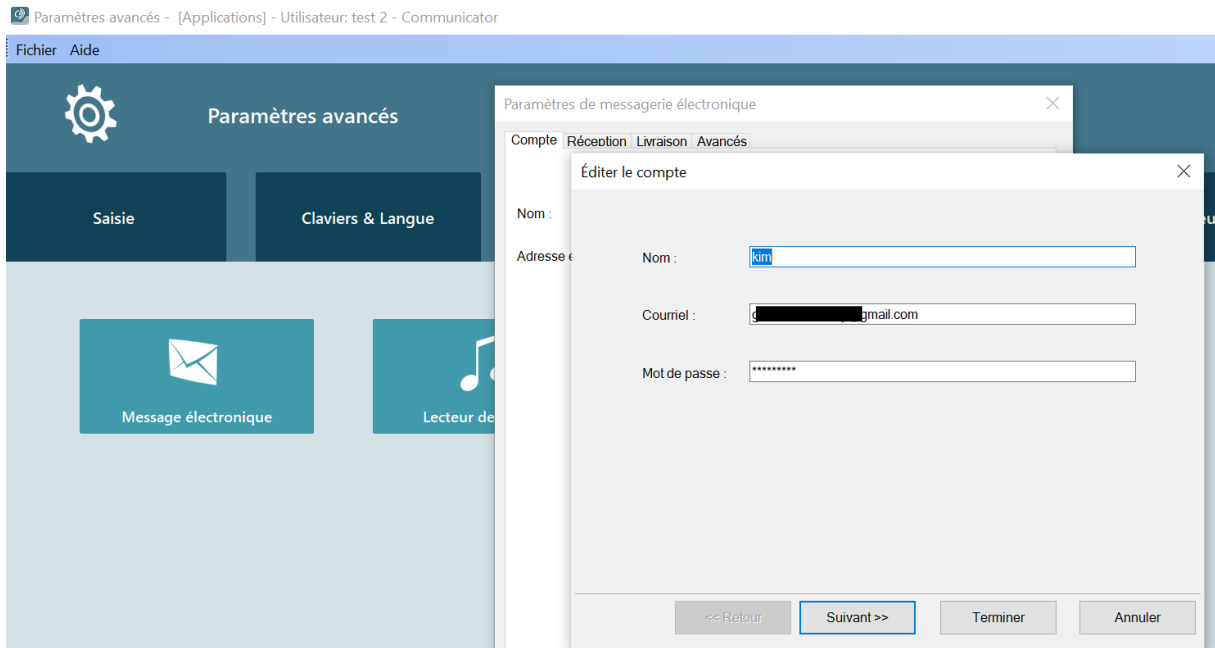 Paramètres avancés - [Applications] - Utilisateur: test 2 - Communicator
Fichier Aide
Paramètres avancés
Paramètres de messagerie électronique
Compte Réception Livraison Avancés
Éditer le compte
Saisie
Claviers & Langue
Nom :
Adresse
Nom :
kim
Courriel :
gmail.com
Mot de passe :
*********
Message électronique
Lecteur de
<< Retour
Suivant >>
Terminer
Annuler